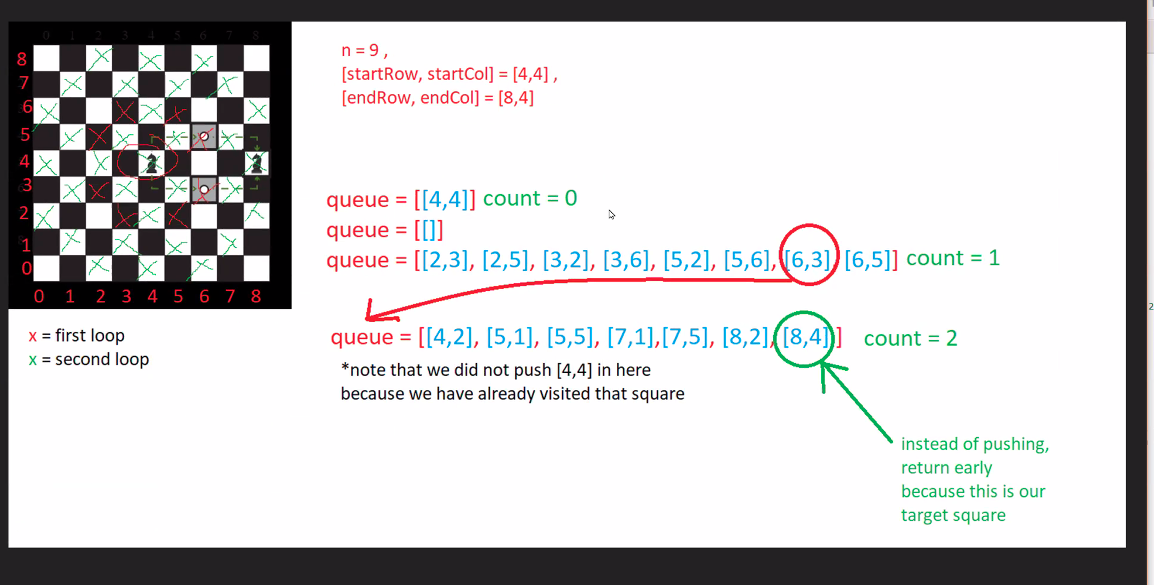 0 1 2 3 4 5 6 7 8
n = 9 ,
[startRow, startCol] = [4,4] ,
[endRow, endCol] = [8,4]
8
7
6
5
4
3
2
1
0
0 1 2 3 4 5 6 7 8
queue = [[4,4]] count = 0
queue = [[]]
queue = [[2,3], [2,5], [3,2], [3,6], [5,2], [5,6], [6,3], [6,5]] count = 1
x = first loop
x = second loop
queue = [[4,2], [5,1], [5,5], [7,1],[7,5], [8,2], [8,4]] count = 2
*note that we did not push [4,4] in here
because we have already visited that square
instead of pushing,
return early
because this is our
target square
2